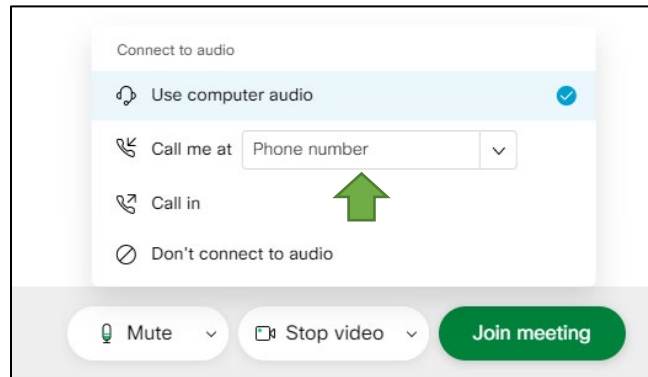 Connect to audio
Use computer audio
Call me at Phone number
Call in
Don't connect to audio
Mute Stop video Join meeting